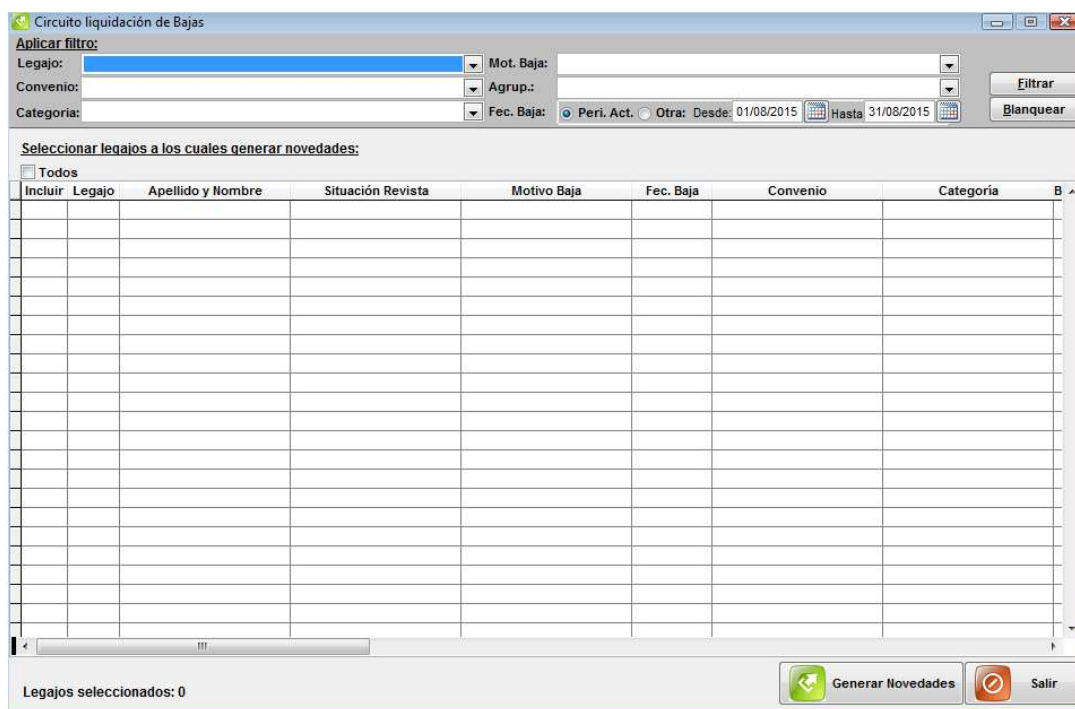 Circuito liquidación de Bajas
Aplicar filtro:
Legajo: Mot. Baja:
Convenio: Agrup.: Filtrar
Categoria: Fec. Baja: Peri. Act. Otra: Desde: 01/08/2015 Hasta 31/08/2015 Blanquear
Seleccionar legajos a los cuales generar novedades:
Todos
Incluir Legajo Apellido y Nombre Situación Revista Motivo Baja Fec. Baja Convenio Categoría B
Legajos seleccionados: 0 Generar Novedades Salir